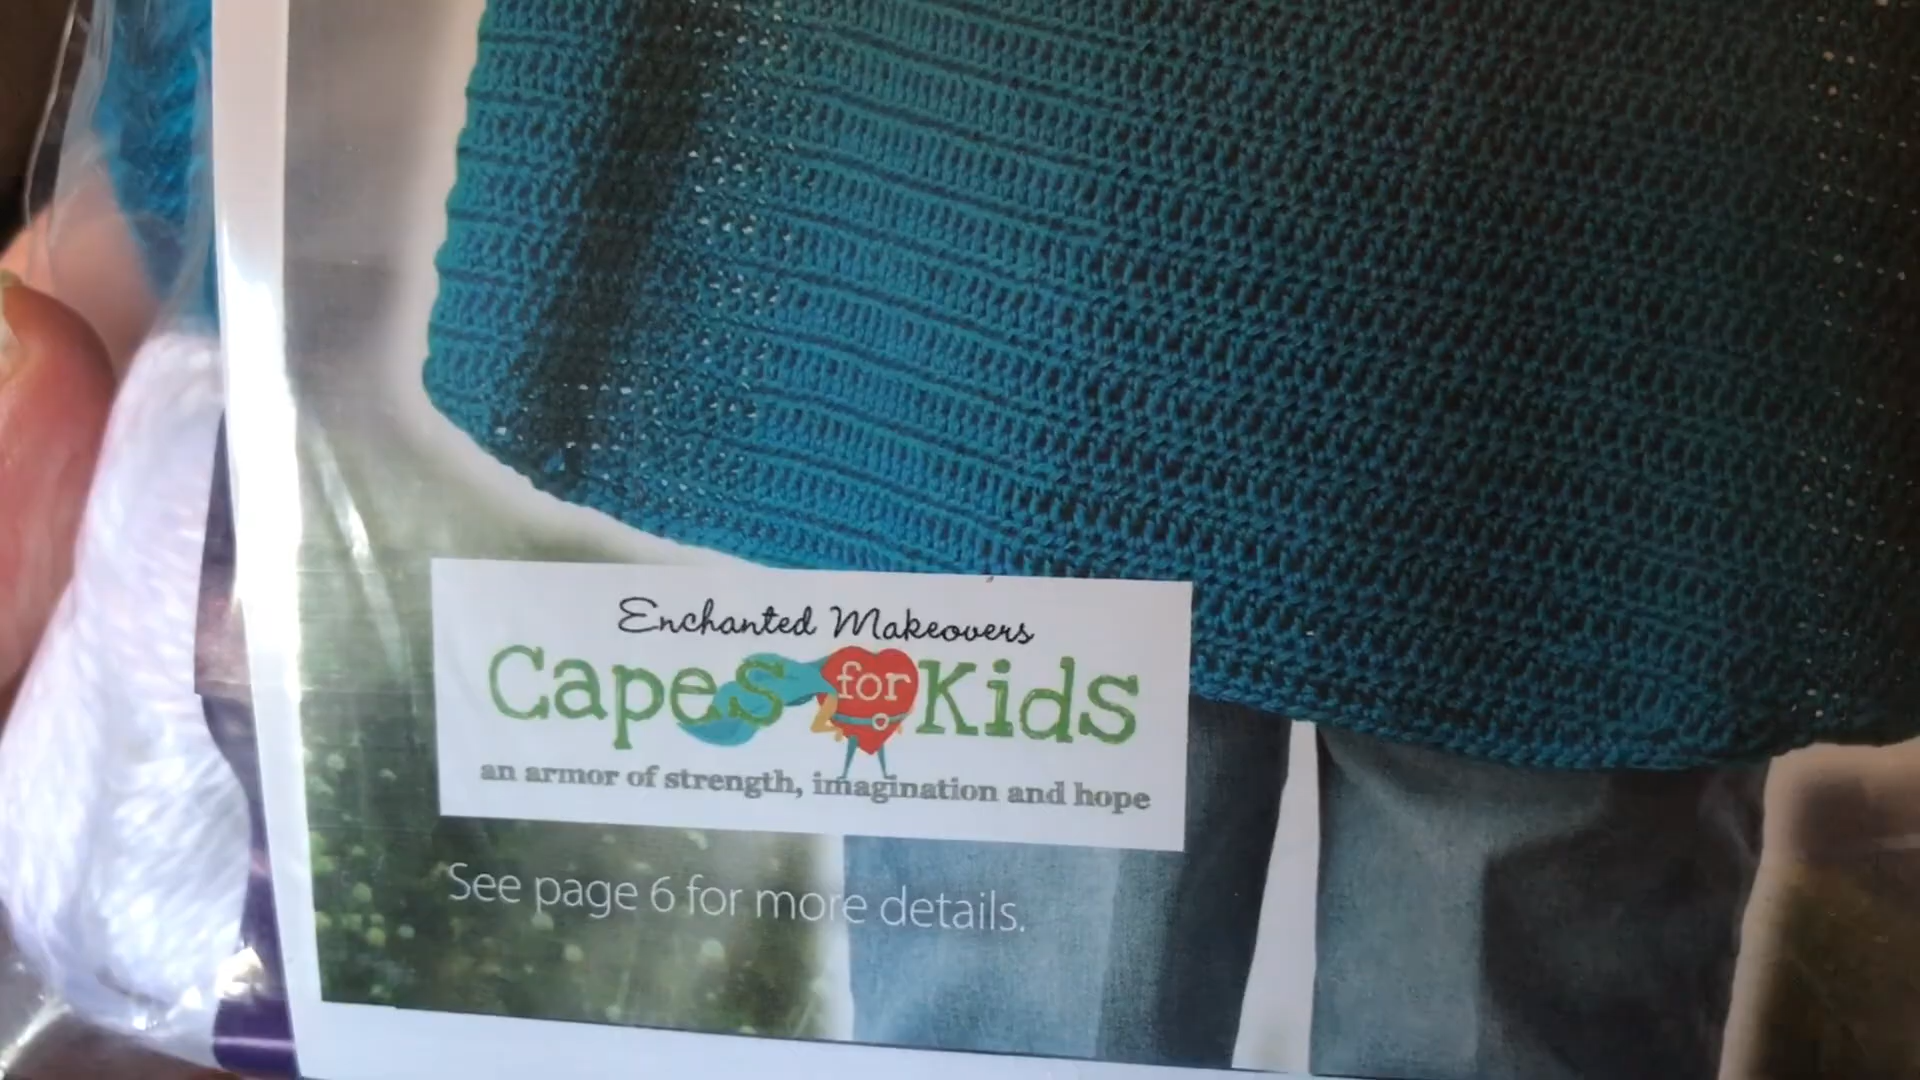 Enchanted Makeovers
Capes for Kids
an armor of strength, imagination and hope
See page 6 for more details.